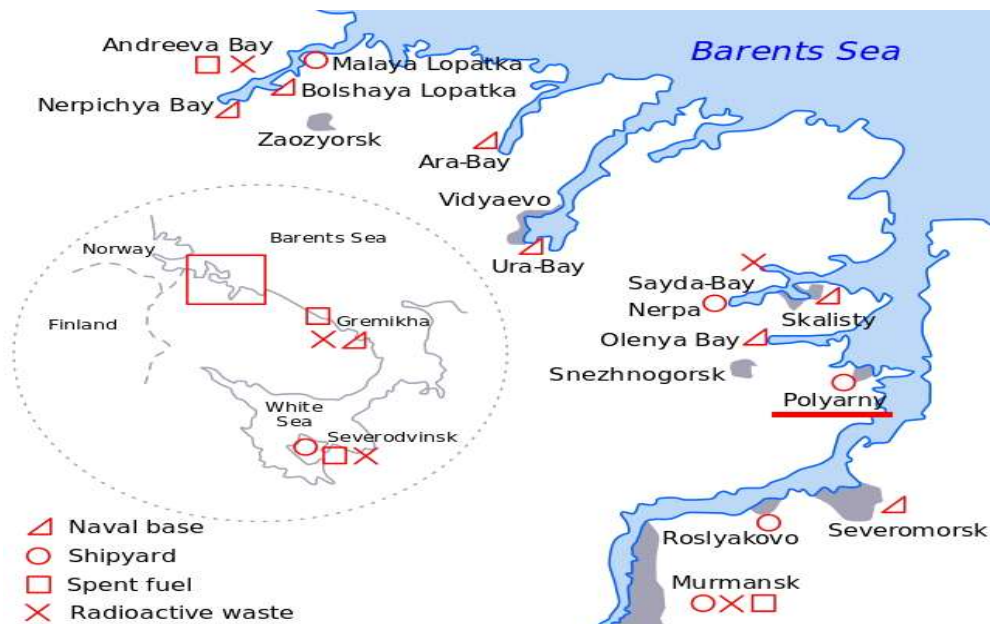 Barents Sea
Andreeva Bay
Malaya Lopatka
Bolshaya Lopatka
Nerpichya Bay
Zaozyorsk
Ara-Bay
Vidyaevo
Ura-Bay
Norway
Barents Sea
Finland
Gremikha
White
Sea
Severodvinsk
Sayda-Bay
Nerpa
Skalisty
Olenya Bay
Snezhnogorsk
Polyarny
Severomorsk
Roslyakovo
Murmansk
Naval base
Shipyard
Spent fuel
Radioactive waste